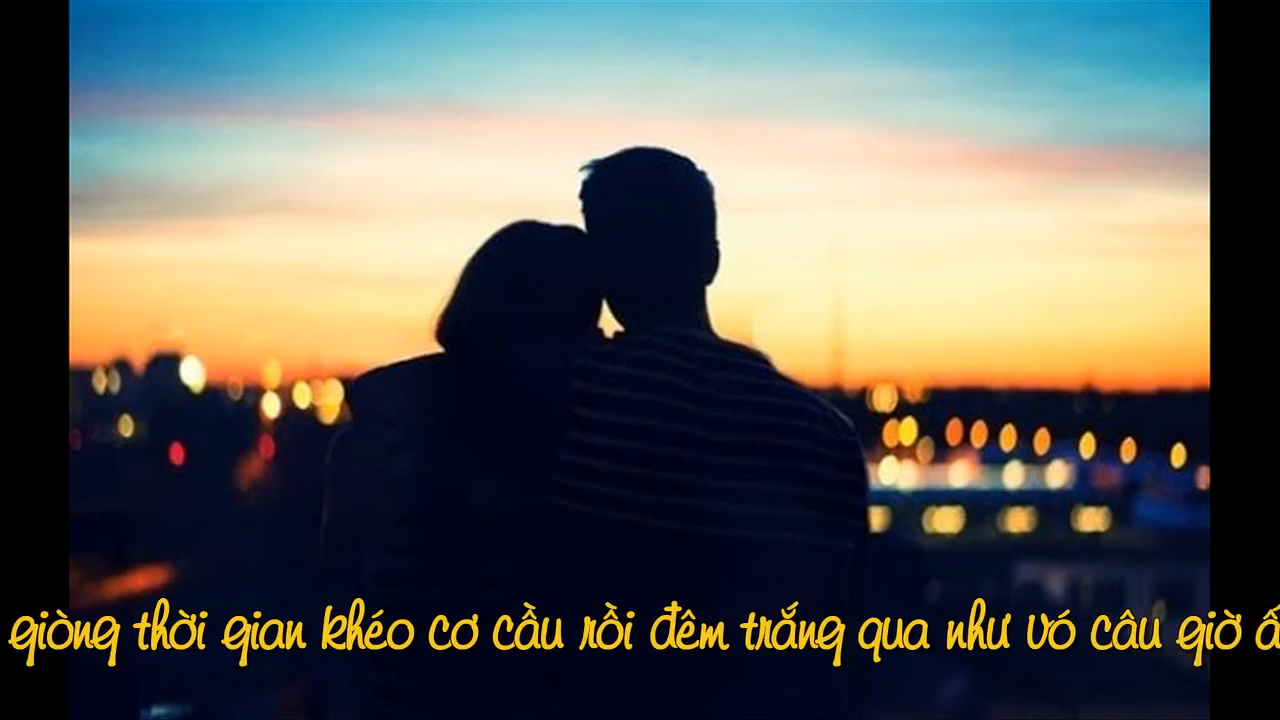 giòng thời gian khéo cơ cầu rồi đêm trắng qua như vó câu giờ